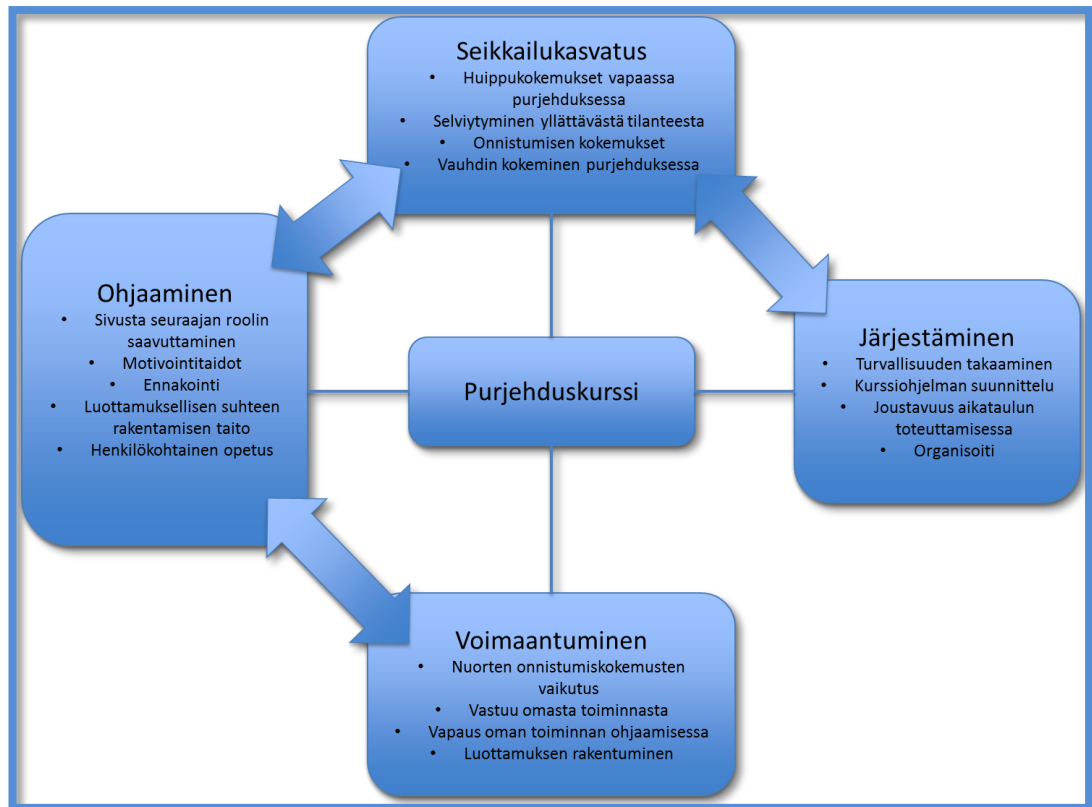 Seikkailukasvatus
• Huippukokemukset vapaassa
purjehduksessa
• Selviytyminen yllättävästä tilanteesta
• Onnistumisen kokemukset
• Vauhdin kokeminen purjehduksessa
Ohjaaminen
• Sivusta seuraajan roolin
saavuttaminen
• Motivointitaidot
• Ennakointi
• Luottamuksellisen suhteen
rakentamisen taito
• Henkilökohtainen opetus
Purjehduskurssi
Järjestäminen
• Turvallisuuden takaaminen
• Kurssiohjelman suunnittelu
• Joustavuus aikataulun
toteuttamisessa
• Organisoiti
Voimaantuminen
• Nuorten onnistumiskokemusten
vaikutus
• Vastuu omasta toiminnasta
• Vapaus oman toiminnan ohjaamisessa
• Luottamuksen rakentuminen